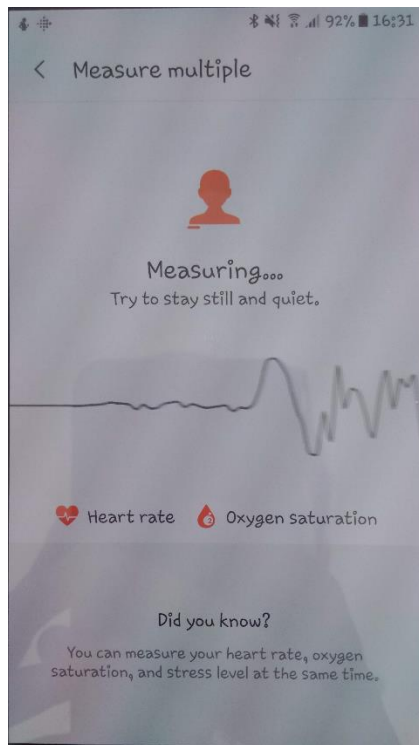 92% 16:31
Measure multiple
Measuring...
Try to stay still and quiet.
Heart rate Oxygen saturation
Did you know?
You can measure your heart rate, oxygen
saturation, and stress level at the same time.